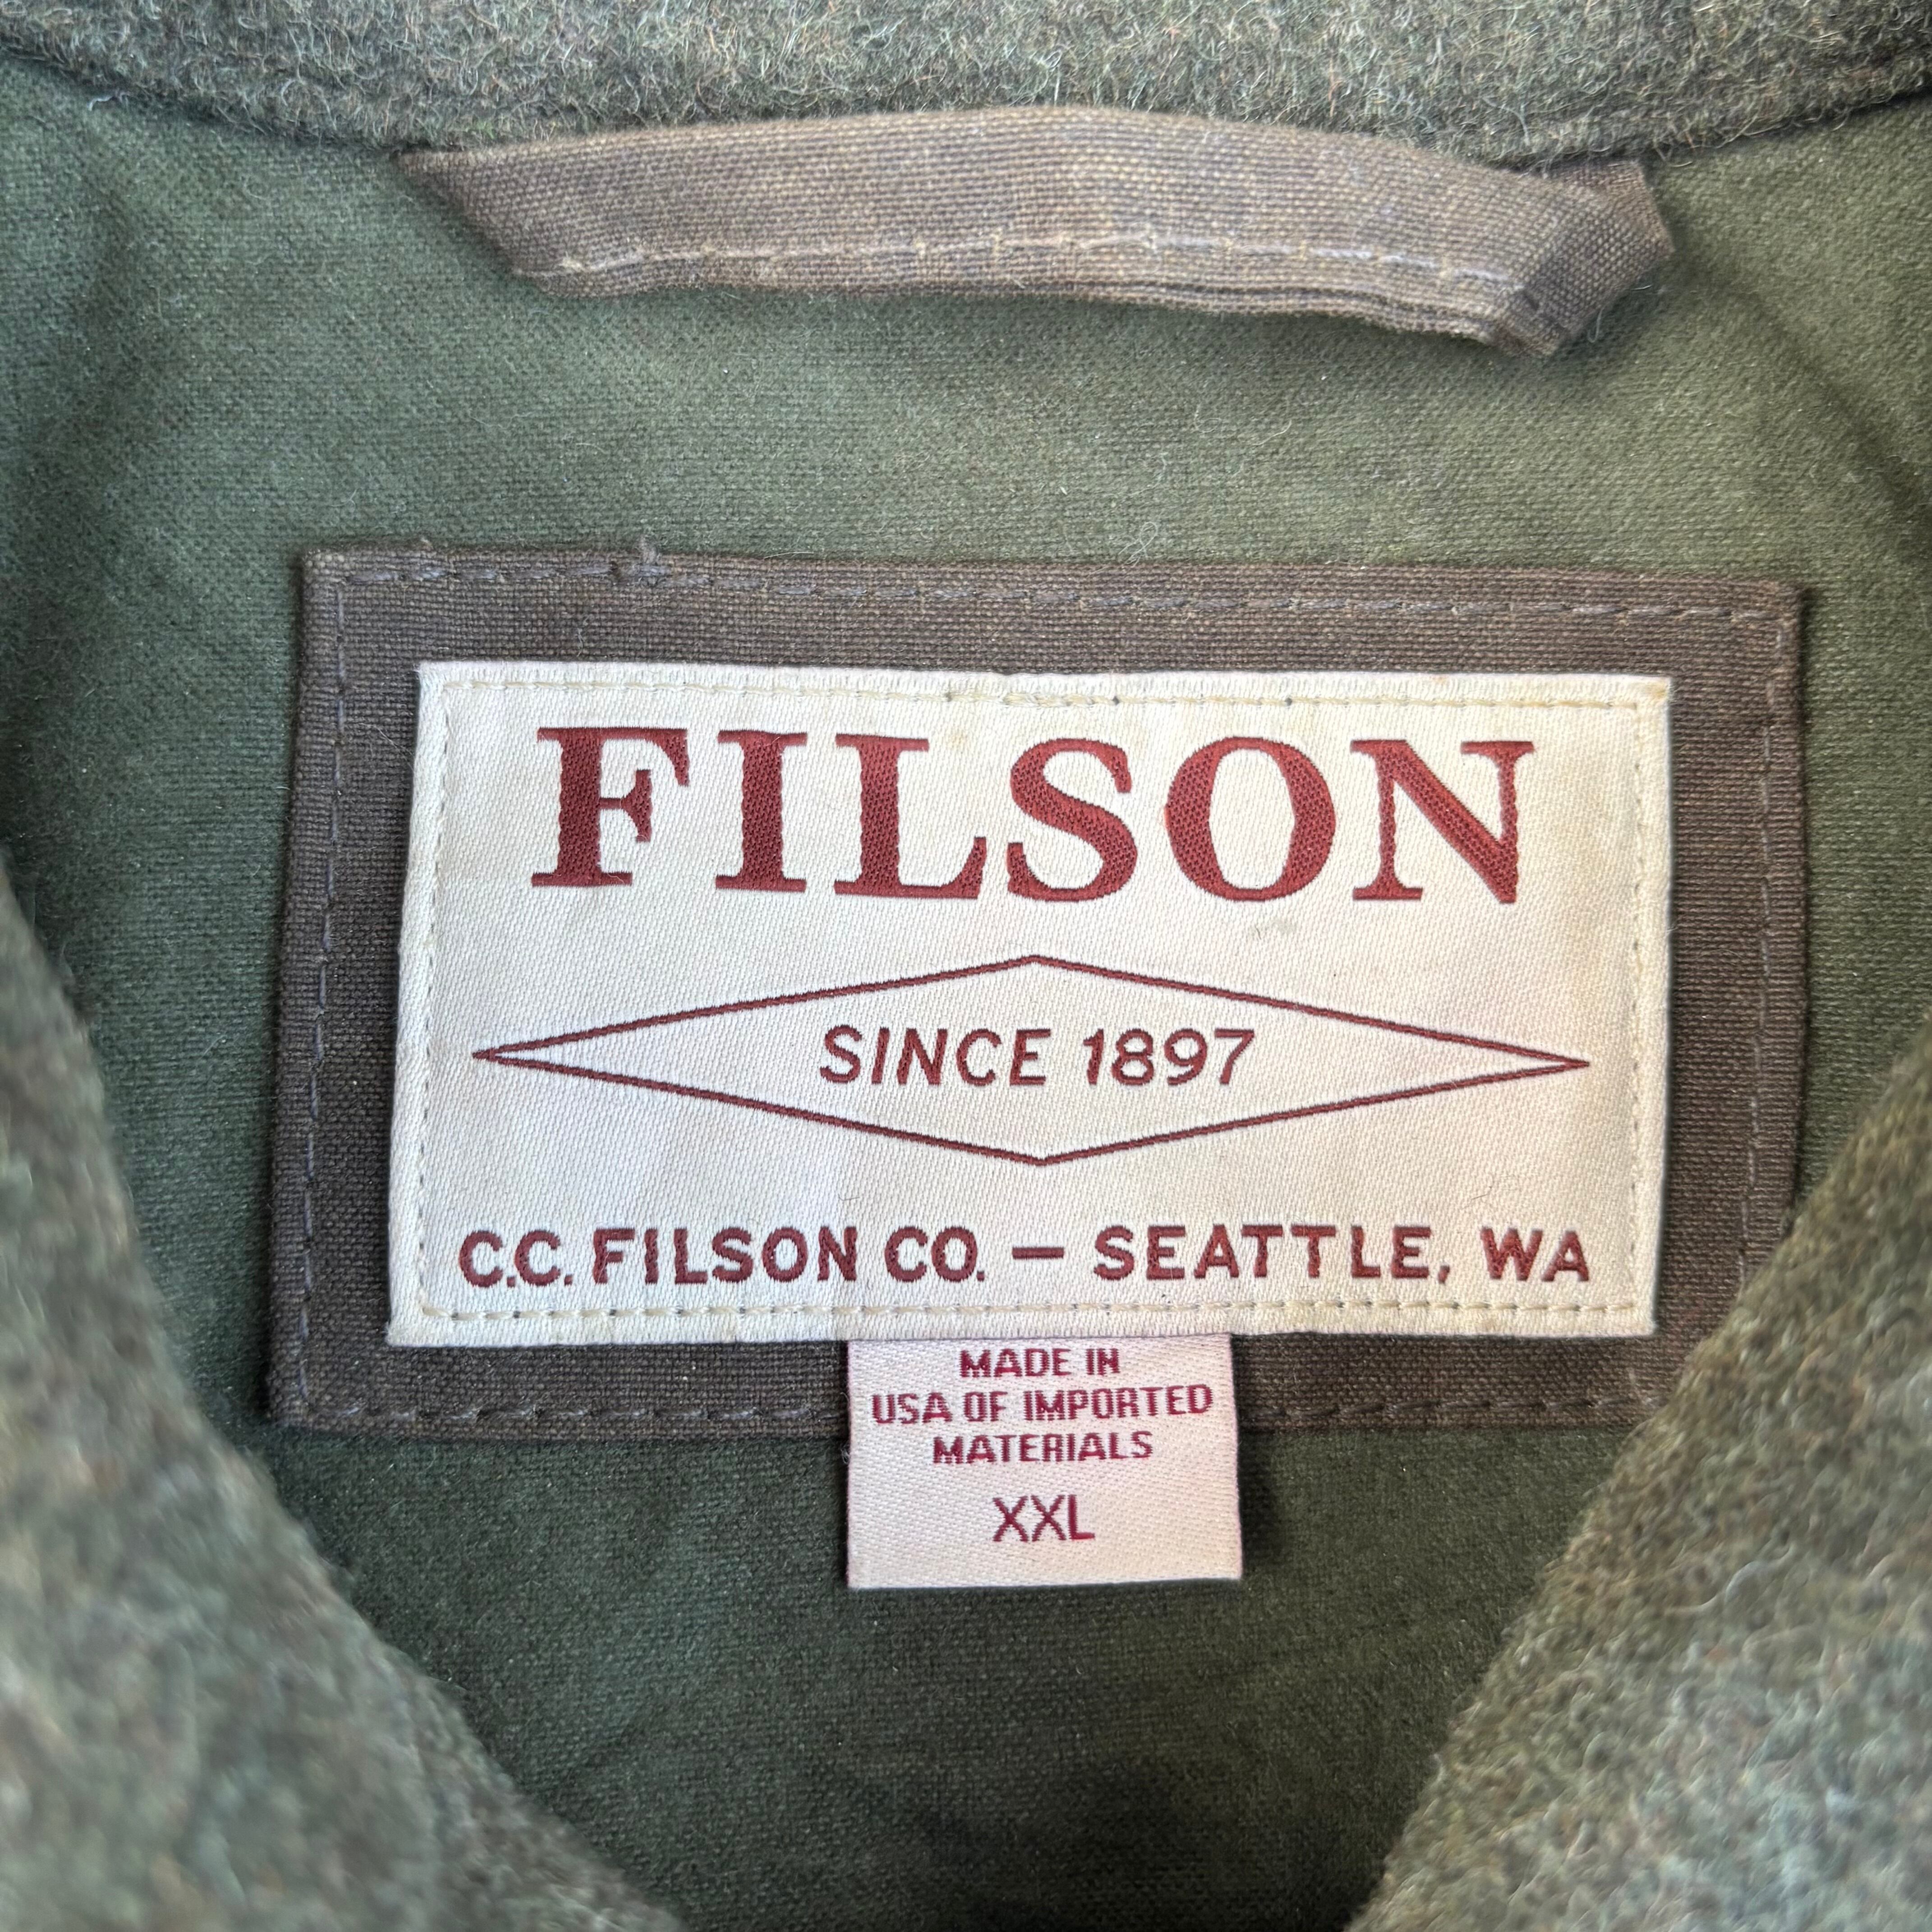 FILSON
SINCE 1897
C.C. FILSON CO. — SEATTLE, WA
MADE IN
USA OF IMPORTED
MATERIALS
XXL